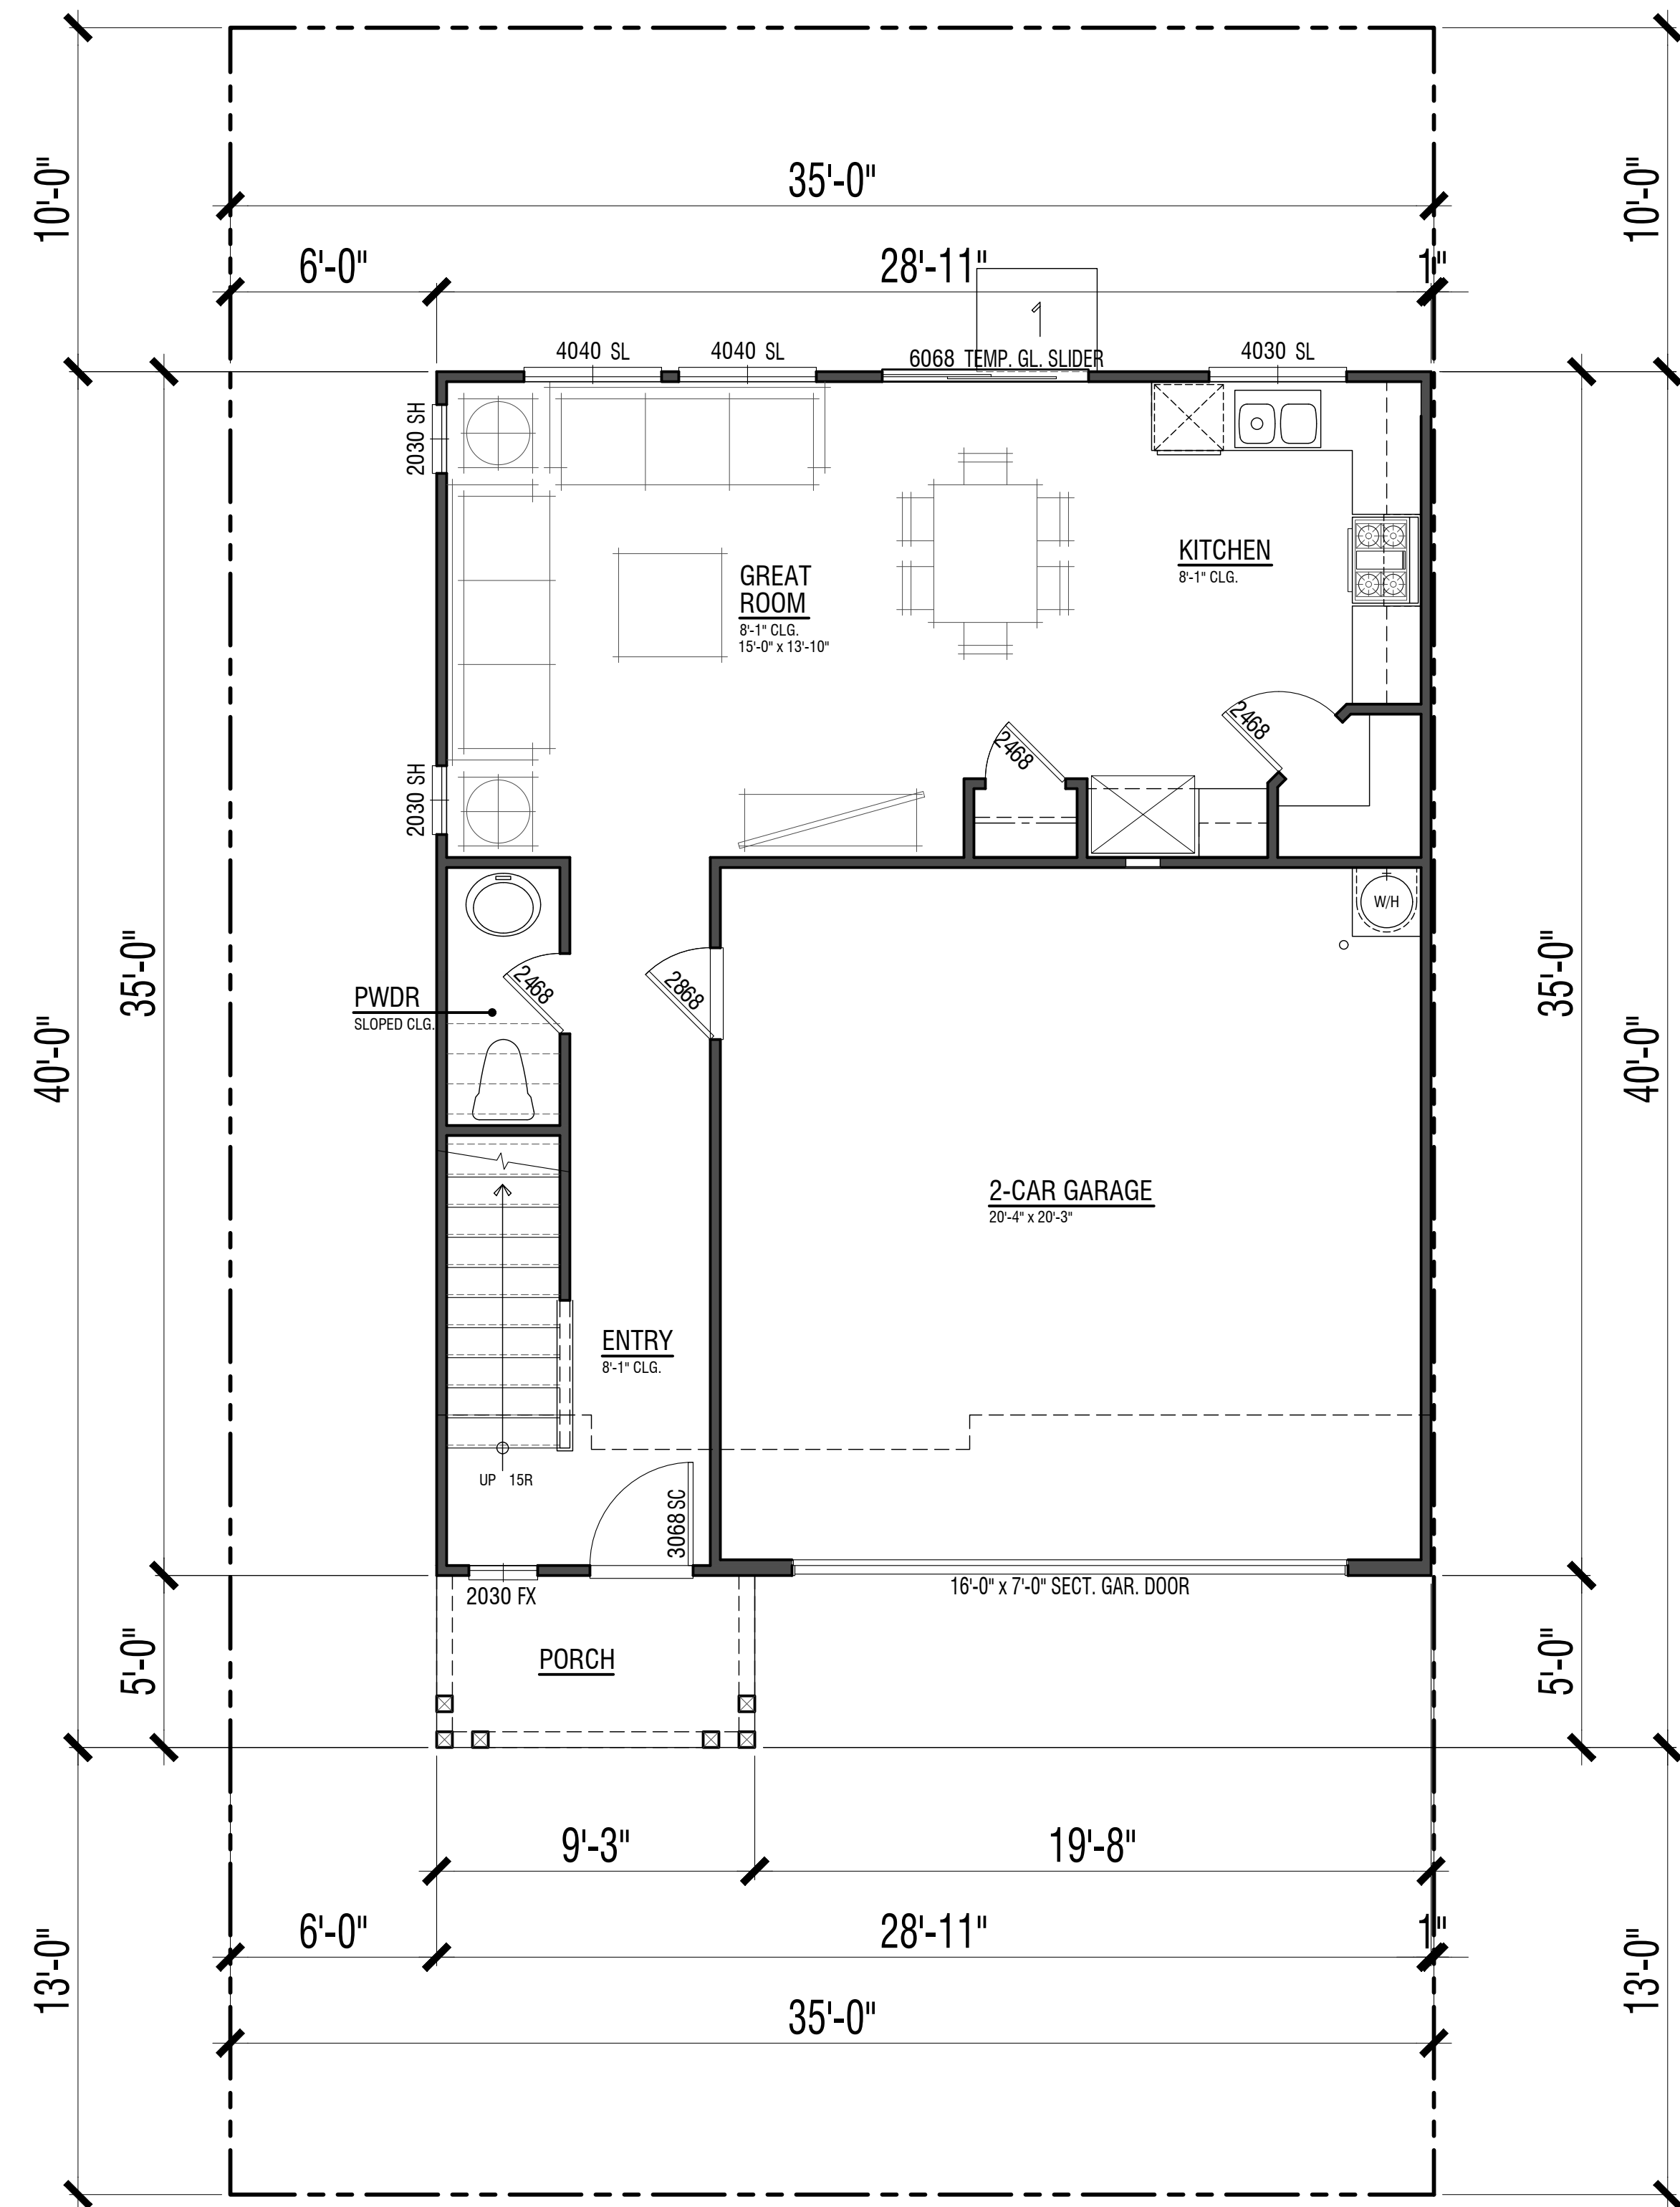 35'-0"
10'-0"
10'-0"
6'-0"
28'-11"
1"
1
4040 SL
4040 SL
6068 TEMP. GL. SLIDER
4030 SL
2030 SH
KITCHEN
8'-1" CLG.
GREAT
ROOM
8'-1" CLG.
15'-0" x 13'-10"
2468
2468
2030 SH
W/H
2468
2868
PWDR
SLOPED CLG.
35'-0"
35'-0"
40'-0"
40'-0"
2-CAR GARAGE
20'-4" x 20'-3"
ENTRY
8'-1" CLG.
UP 15R
3068 SC
2030 FX
16'-0" x 7'-0" SECT. GAR. DOOR
PORCH
5'-0"
5'-0"
9'-3"
19'-8"
6'-0"
28'-11"
1"
13'-0"
13'-0"
35'-0"